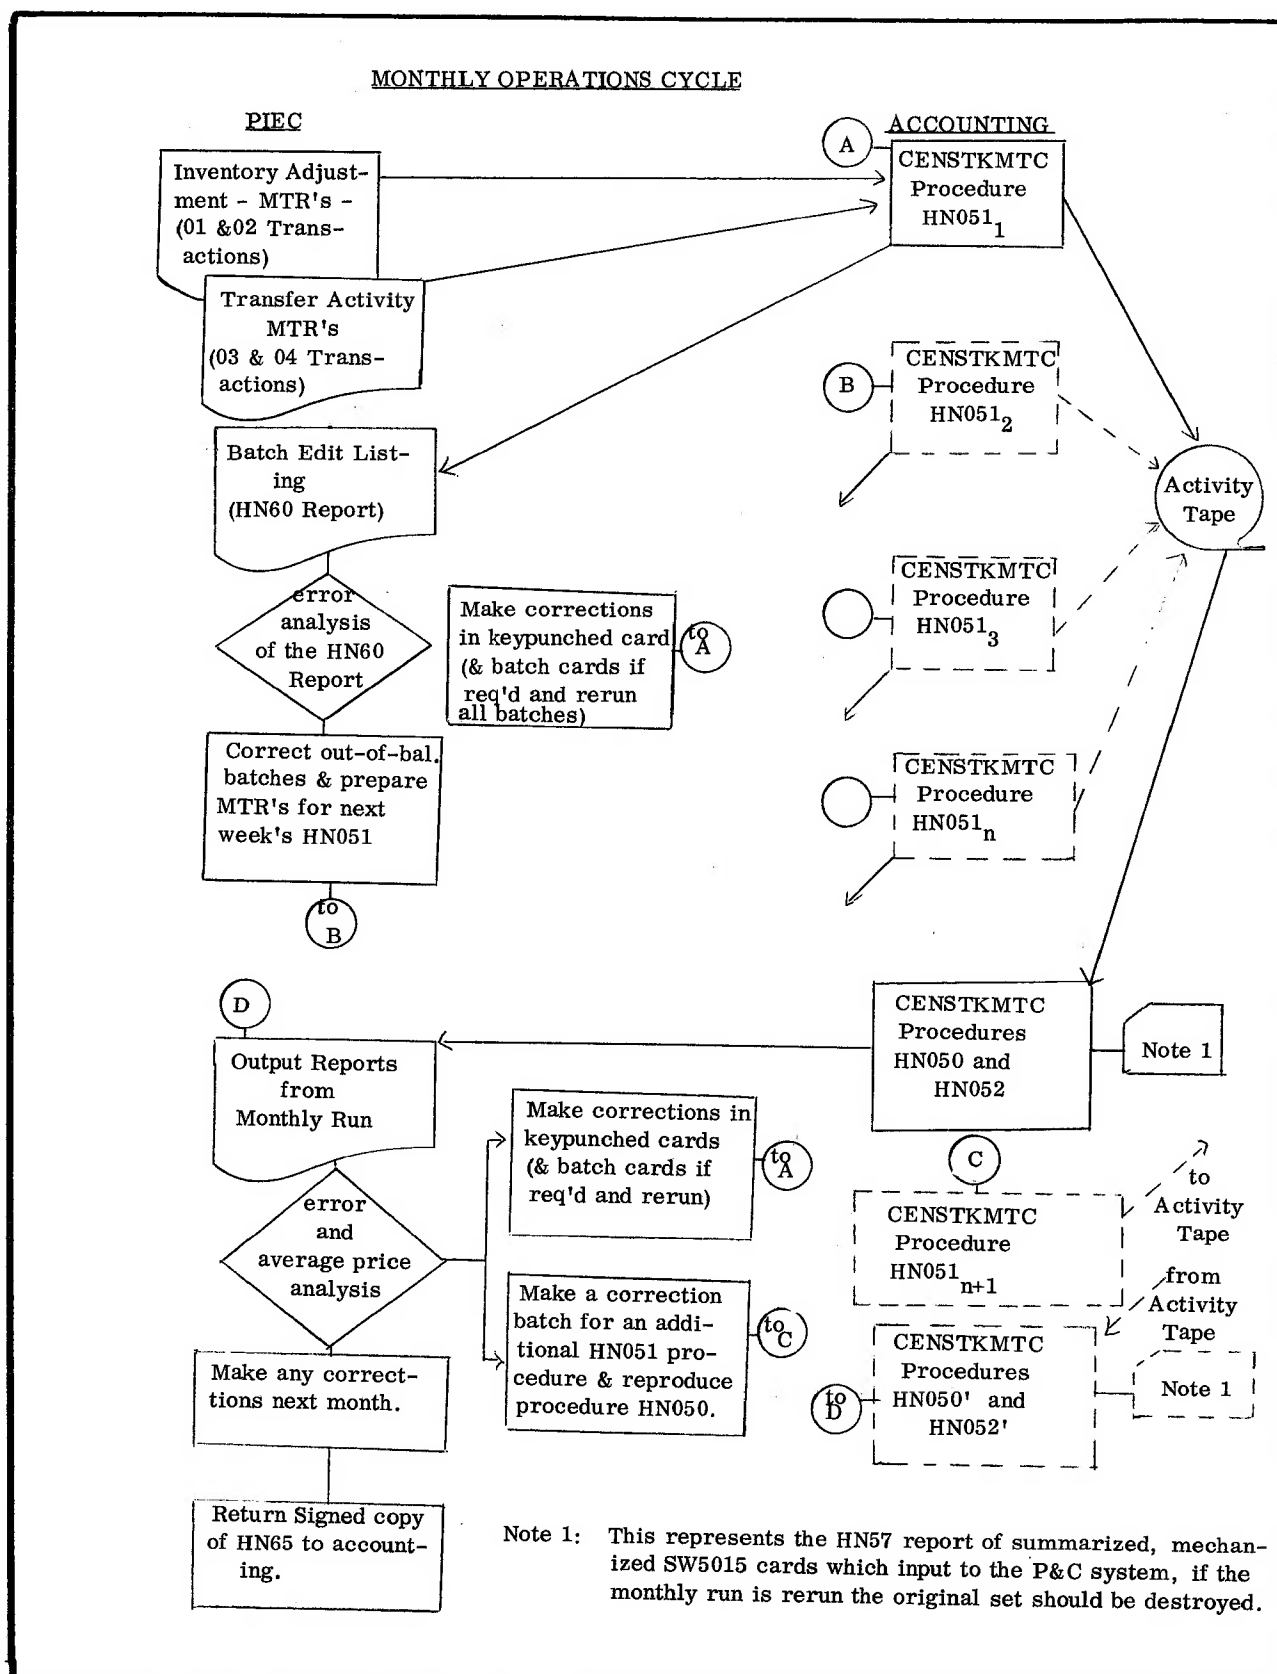 MONTHLY OPERATIONS CYCLE
PIEC
Inventory Adjust-
ment - MTR's -
(01 &02 Trans-
actions)
Transfer Activity
MTR's
(03 & 04 Trans-
actions)
Batch Edit List-
ing
(HN60 Report)
error
analysis
of the HN60
Report
Make corrections
in keypunched card
(& batch cards if
req'd and rerun
all batches)
to
A
Correct out-of-bal.
batches & prepare
MTR's for next
week's HN051
to
B
ACCOUNTING
A
CENSTKMTC
Procedure
HN051₁
B
CENSTKMTC
Procedure
HN051₂
CENSTKMTC
Procedure
HN051₃
CENSTKMTC
Procedure
HN051ₙ
Activity
Tape
CENSTKMTC
Procedures
HN050 and
HN052
Note 1
D
Output Reports
from
Monthly Run
error
and
average price
analysis
Make corrections in
keypunched cards
(& batch cards if
req'd and rerun)
to
A
Make a correction
batch for an addi-
tional HN051 pro-
cedure & reproduce
procedure HN050.
to
C
Make any correc-
tions next month.
Return Signed copy
of HN65 to account-
ing.
C
CENSTKMTC
Procedure
HN051ₙ₊₁
to
Activity
Tape
from
Activity
Tape
to
D
CENSTKMTC
Procedures
HN050' and
HN052'
Note 1
Note 1: This represents the HN57 report of summarized, mechan-
ized SW5015 cards which input to the P&C system, if the
monthly run is rerun the original set should be destroyed.